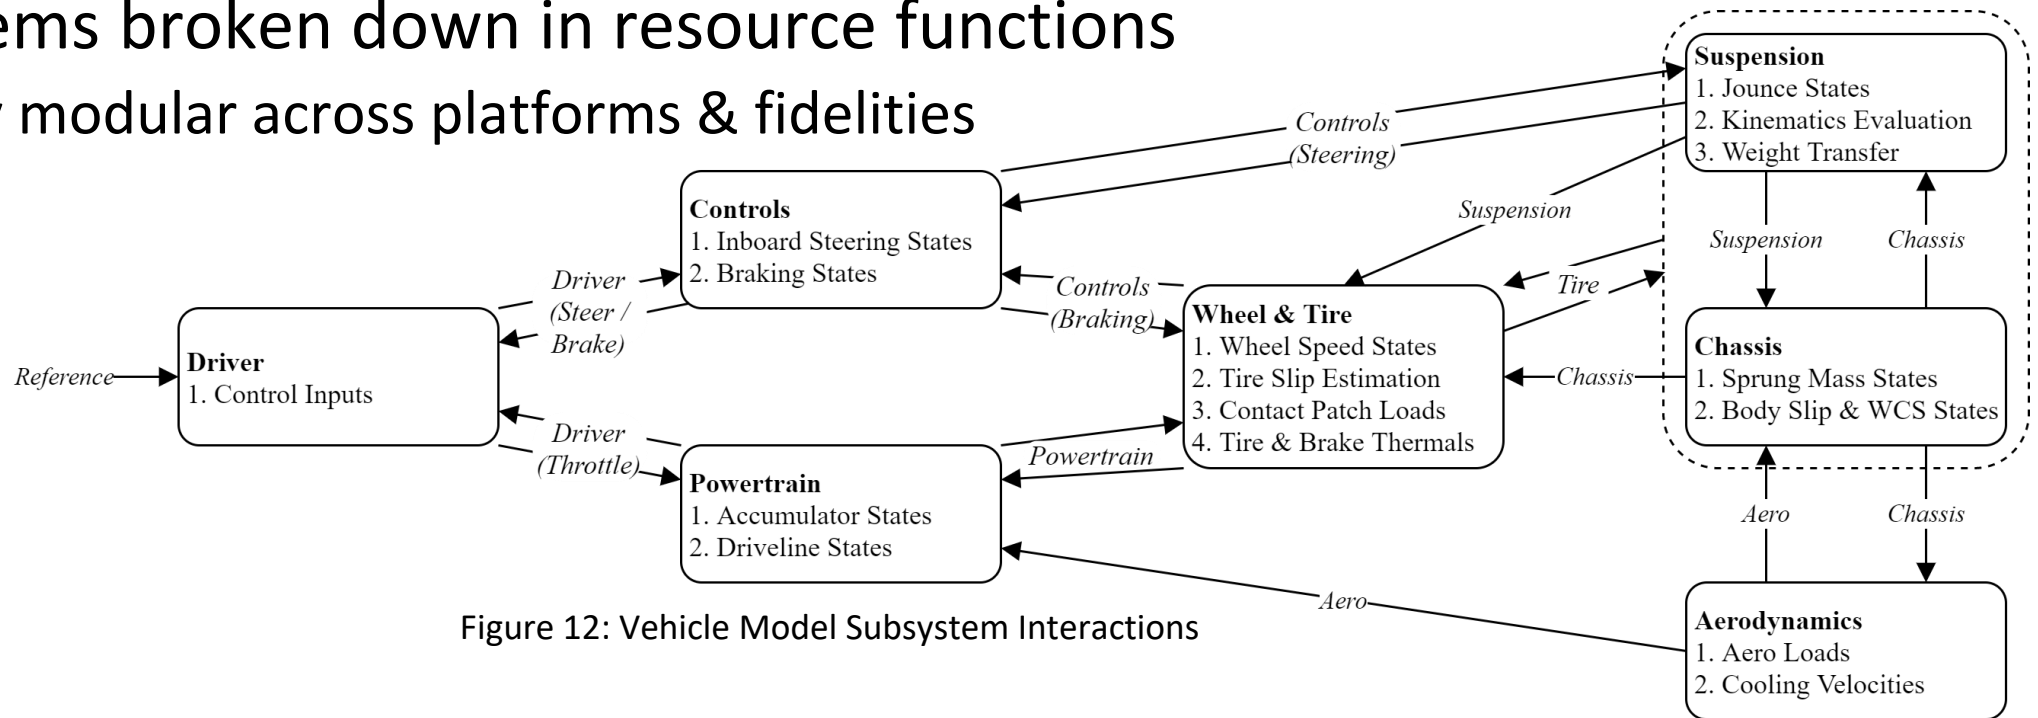 ems broken down in resource functions
modular across platforms & fidelities
Reference
Driver
1. Control Inputs
Driver
(Steer /
Brake)
Driver
(Throttle)
Controls
1. Inboard Steering States
2. Braking States
Powertrain
1. Accumulator States
2. Driveline States
Controls
(Steering)
Controls
(Braking)
Powertrain
Suspension
Tire
Wheel & Tire
1. Wheel Speed States
2. Tire Slip Estimation
3. Contact Patch Loads
4. Tire & Brake Thermals
Chassis
Suspension
1. Jounce States
2. Kinematics Evaluation
3. Weight Transfer
Suspension
Chassis
Chassis
1. Sprung Mass States
2. Body Slip & WCS States
Aero
Chassis
Aero
Aerodynamics
1. Aero Loads
2. Cooling Velocities
Figure 12: Vehicle Model Subsystem Interactions